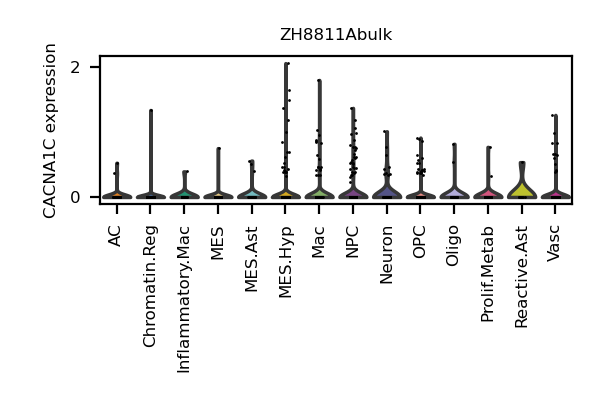 ZH8811Abulk
CACNA1C expression
2
0
AC
Chromatin.Reg
Inflammatory.Mac
MES
MES.Ast
MES.Hyp
Mac
NPC
Neuron
OPC
Oligo
Prolif.Metab
Reactive.Ast
Vasc